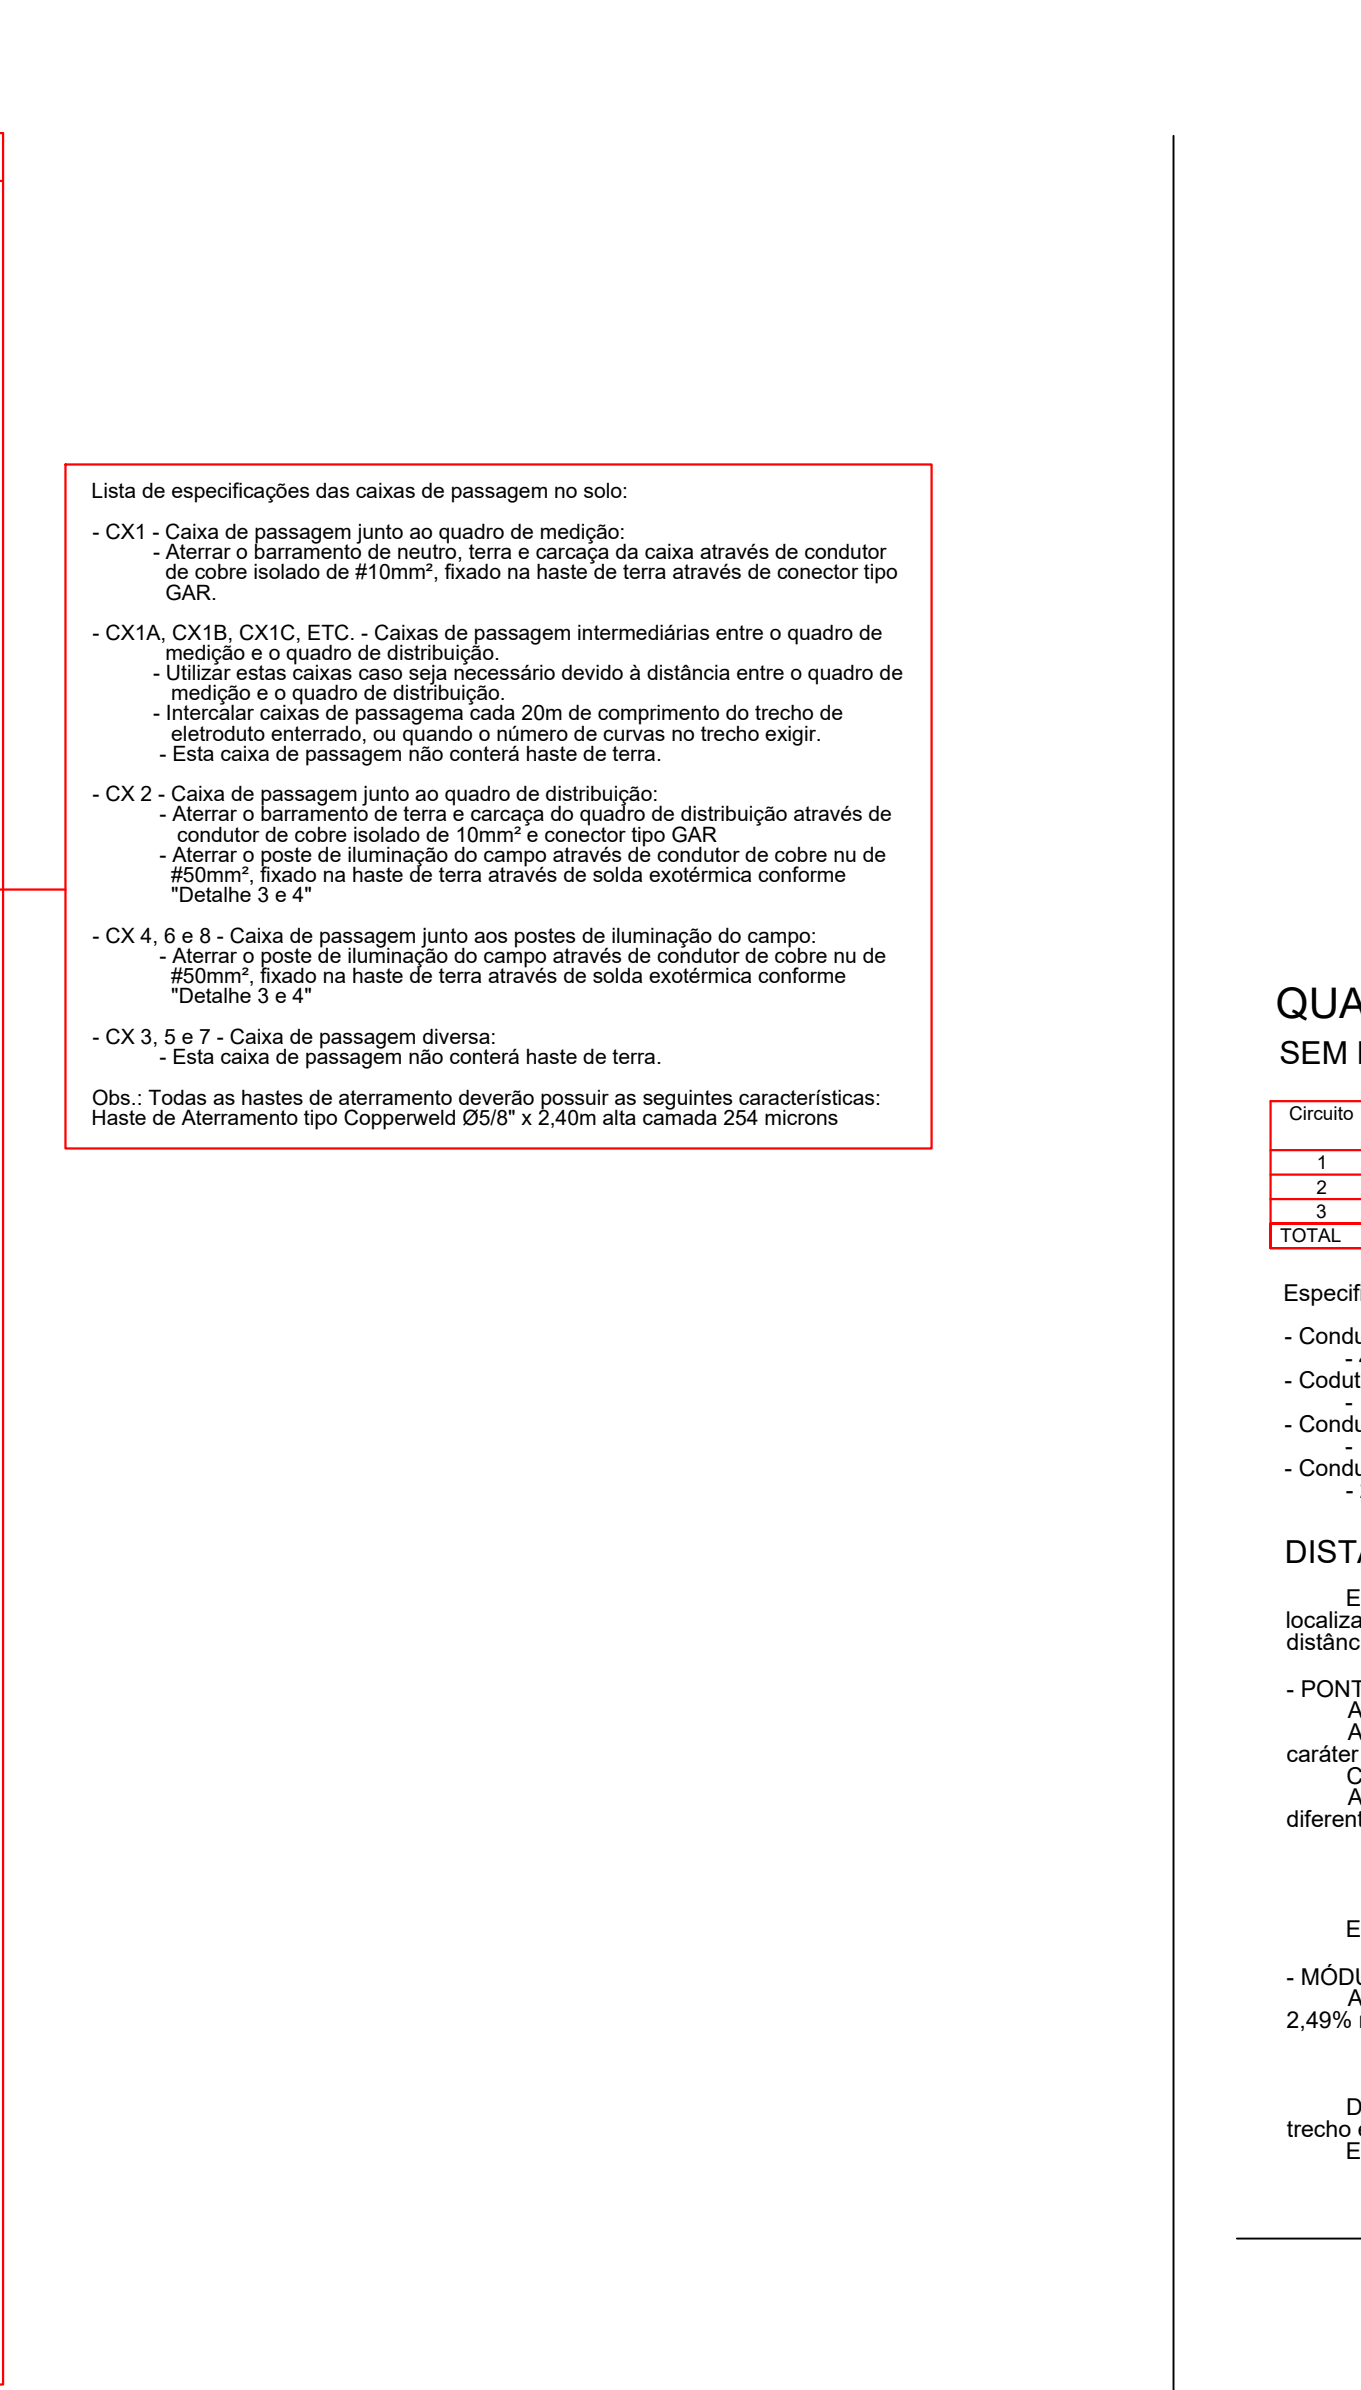 Lista de especificações das caixas de passagem no solo:
- CX1 - Caixa de passagem junto ao quadro de medição:
- Aterrar o barramento de neutro, terra e carcaça da caixa através de condutor
de cobre isolado de #10mm², fixado na haste de terra através de conector tipo
GAR.
- CX1A, CX1B, CX1C, ETC. - Caixas de passagem intermediárias entre o quadro de
medição e o quadro de distribuição.
- Utilizar estas caixas caso seja necessário devido à distância entre o quadro de
medição e o quadro de distribuição.
- Intercalar caixas de passagema cada 20m de comprimento do trecho de
eletroduto enterrado, ou quando o número de curvas no trecho exigir.
- Esta caixa de passagem não conterá haste de terra.
- CX 2 - Caixa de passagem junto ao quadro de distribuição:
- Aterrar o barramento de terra e carcaça do quadro de distribuição através de
condutor de cobre isolado de 10mm² e conector tipo GAR
- Aterrar o poste de iluminação do campo através de condutor de cobre nu de
#50mm², fixado na haste de terra através de solda exotérmica conforme
"Detalhe 3 e 4"
- CX 4, 6 e 8 - Caixa de passagem junto aos postes de iluminação do campo:
- Aterrar o poste de iluminação do campo através de condutor de cobre nu de
#50mm², fixado na haste de terra através de solda exotérmica conforme
"Detalhe 3 e 4"
- CX 3, 5 e 7 - Caixa de passagem diversa:
- Esta caixa de passagem não conterá haste de terra.
Obs.: Todas as hastes de aterramento deverão possuir as seguintes características:
Haste de Aterramento tipo Copperweld Ø5/8" x 2,40m alta camada 254 microns
QUA
SEM
Circuito
1
2
3
TOTAL
Especif
- Condu
-
- Codut
-
- Condu
-
- Condu
-
DISTA
E
localiza
distânc
- PONT
A
A
caráter
C
A
diferent
E
- MÓDU
A
2,49%
D
trecho
E